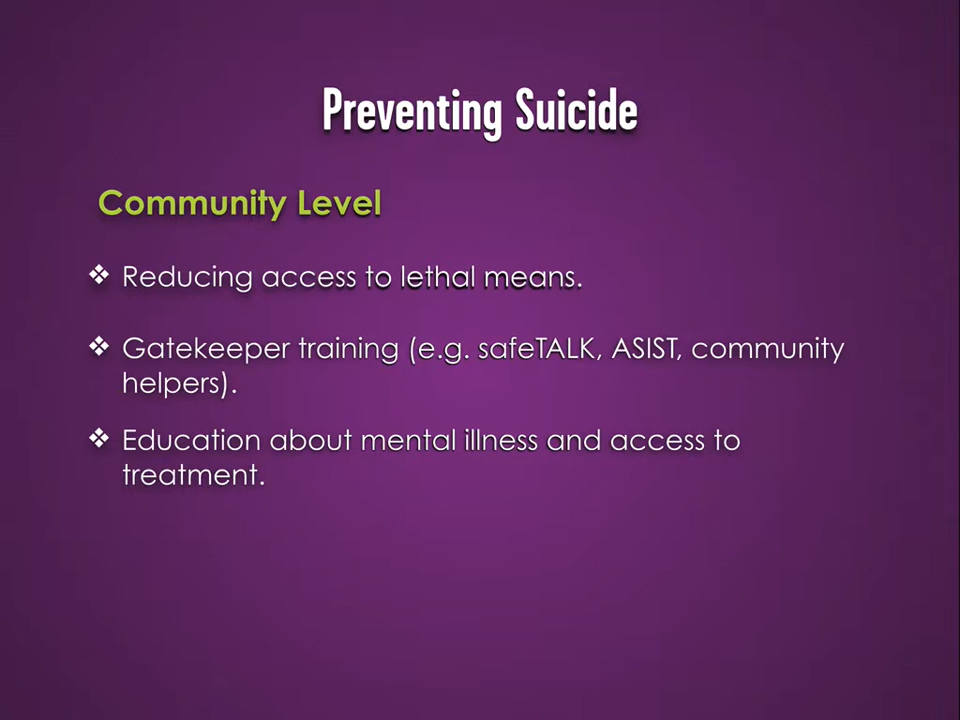 Preventing Suicide
Community Level
❖ Reducing access to lethal means.
❖ Gatekeeper training (e.g. safeTALK, ASIST, community
helpers).
❖ Education about mental illness and access to
treatment.